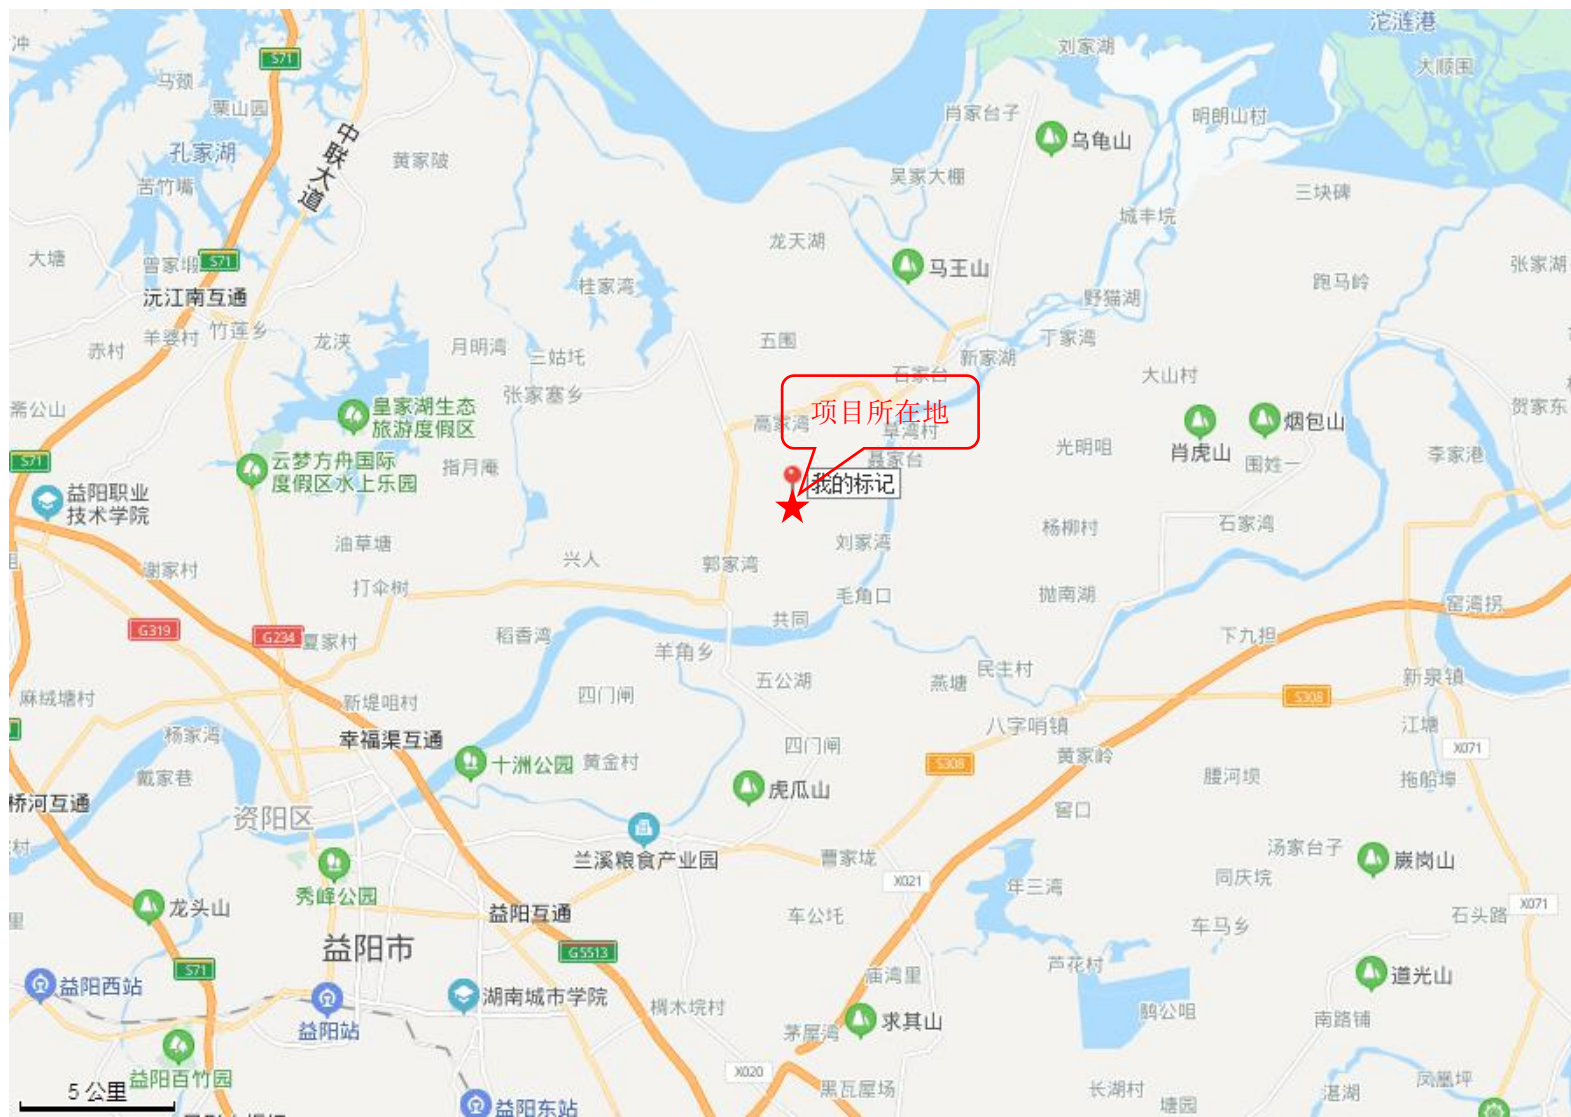 沱涟港
冲
刘家湖
S71
大顺围
马颈
栗山园
肖家台子
明朗山村
中联大道
乌龟山
孔家湖
黄家陂
吴家大棚
苦竹嘴
三块碑
城丰垸
龙天湖
大塘
曾家塅
S71
马王山
张家湖
桂家湾
跑马岭
沅江南互通
野猫湖
羊婆村
竹莲乡
龙浃
月明湾
三姑圫
五围
新家湖
丁家湾
赤村
石家台
大山村
张家塞乡
斋公山
皇家湖生态
旅游度假区
高家湾
项目所在地
草湾村
肖虎山
烟包山
贺家东
光明咀
李家港
S71
云梦方舟国际
度假区水上乐园
指月庵
聂家台
围姓一
益阳职业
技术学院
我的标记
杨柳村
石家湾
油草塘
兴人
郭家湾
刘家湾
谢家村
打伞树
毛角口
抛南湖
窑湾拐
共同
G319
G234
夏家村
稻香湾
羊角乡
下九担
民主村
麻绒塘村
新堤咀村
四门闸
五公湖
燕塘
S308
新泉镇
杨家湾
幸福渠互通
八字哨镇
江塘
四门闸
黄家岭
X071
戴家巷
十洲公园
黄金村
S308
腰河坝
拖船埠
桥河互通
虎瓜山
窖口
资阳区
兰溪粮食产业园
曹家垅
汤家台子
蕨岗山
村
秀峰公园
X021
年三湾
同庆垸
龙头山
益阳互通
车公圫
X071
石头路
里
车马乡
益阳市
G5513
S71
芦花村
益阳西站
庙湾里
道光山
湖南城市学院
楠木垸村
鹊公咀
益阳站
茅屋湾
求其山
南路铺
益阳百竹园
X020
黑瓦屋场
长湖村
湛湖
凤凰坪
5 公里
益阳东站
塘园